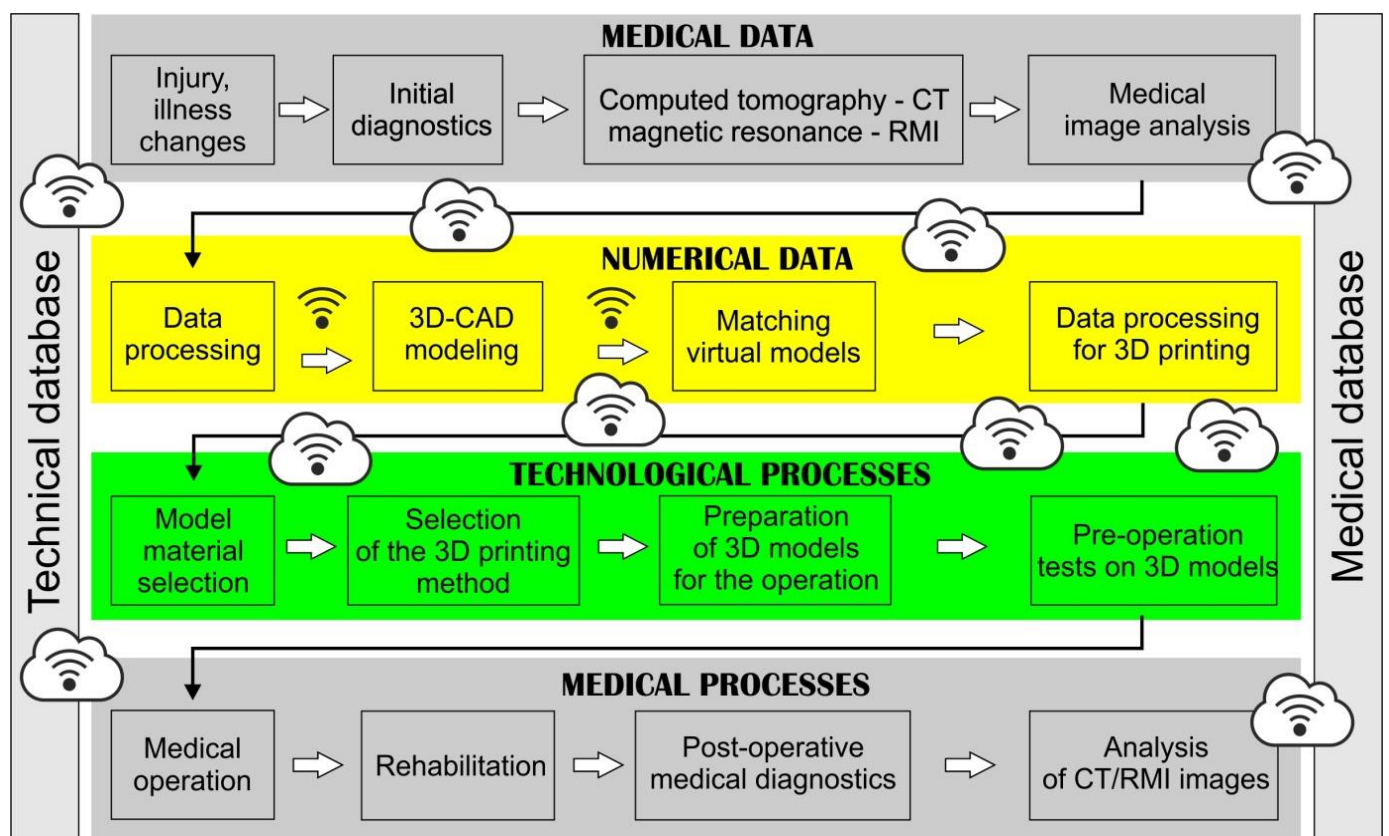 Technical database
MEDICAL DATA
Injury,
illness
changes
Initial
diagnostics
Computed tomography - CT
magnetic resonance - RMI
Medical
image analysis
NUMERICAL DATA
Data
processing
3D-CAD
modeling
Matching
virtual models
Data processing
for 3D printing
TECHNOLOGICAL PROCESSES
Model
material
selection
Selection
of the 3D printing
method
Preparation
of 3D models
for the operation
Pre-operation
tests on 3D models
MEDICAL PROCESSES
Medical
operation
Rehabilitation
Post-operative
medical diagnostics
Analysis
of CT/RMI images
Medical database